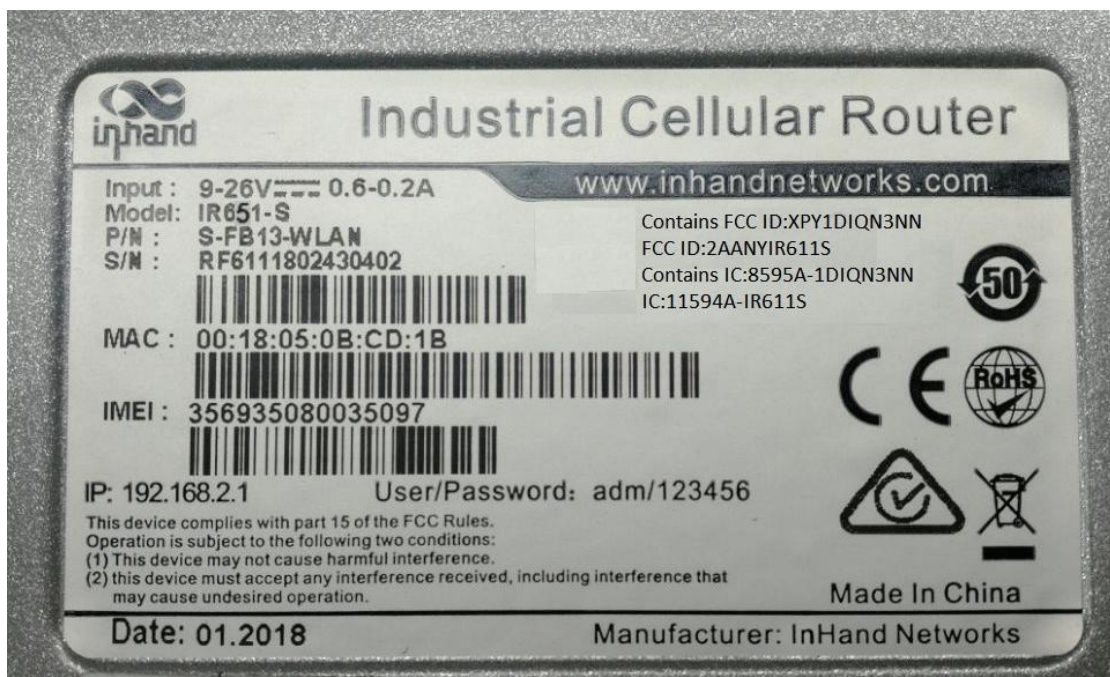 inhand
Industrial Cellular Router
www.inhandnetworks.com
Input : 9-26V 0.6-0.2A
Model: IR651-S
P/N : S-FB13-WLAN
S/N : RF6111802430402
Contains FCC ID:XPY1DIQN3NN
FCC ID:2AANYIR611S
Contains IC:8595A-1DIQN3NN
IC:11594A-IR611S
50
MAC : 00:18:05:0B:CD:1B
CE
RoHS
IMEI : 356935080035097
IP: 192.168.2.1 User/Password: adm/123456
This device complies with part 15 of the FCC Rules.
Operation is subject to the following two conditions:
(1) This device may not cause harmful interference.
(2) this device must accept any interference received, including interference that
may cause undesired operation.
Made In China
Date: 01.2018 Manufacturer: InHand Networks